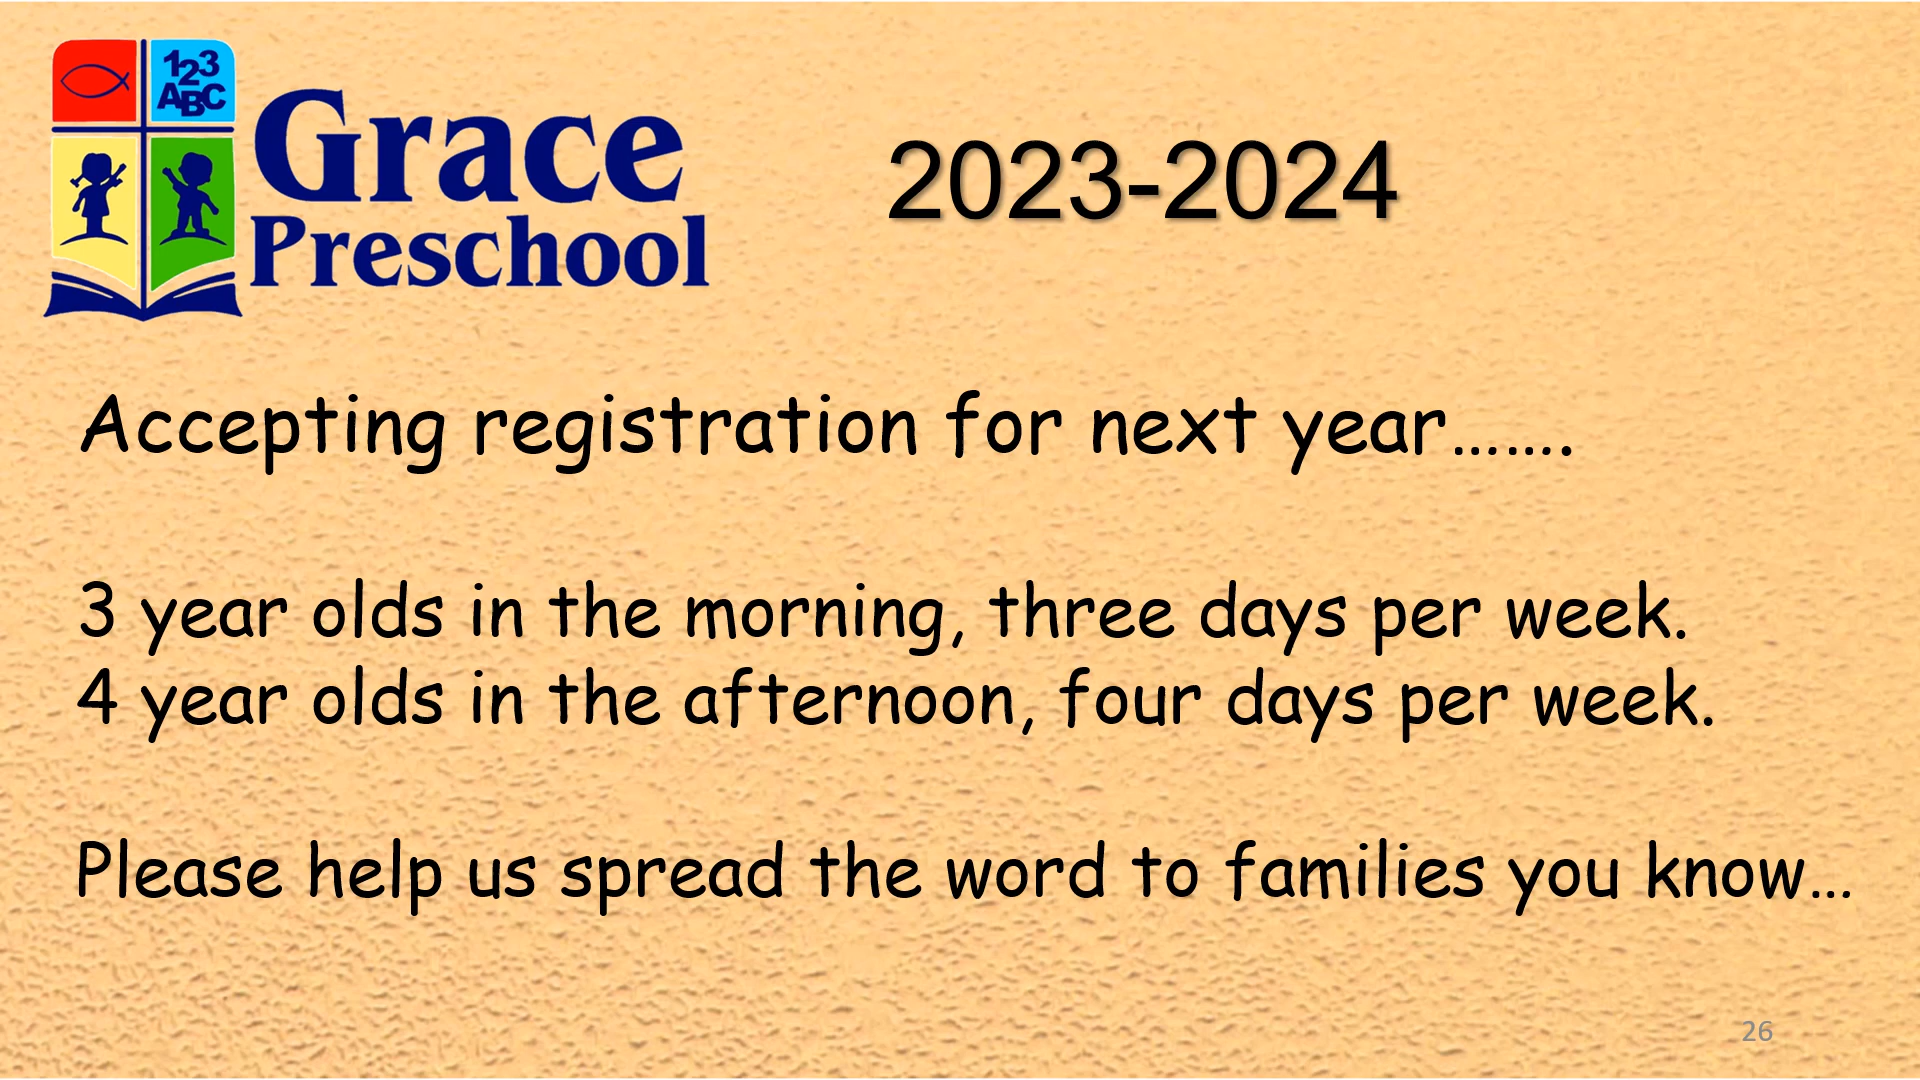 123
ABC
Grace
Preschool
2023-2024
Accepting registration for next year…….
3 year olds in the morning, three days per week.
4 year olds in the afternoon, four days per week.
Please help us spread the word to families you know…
26